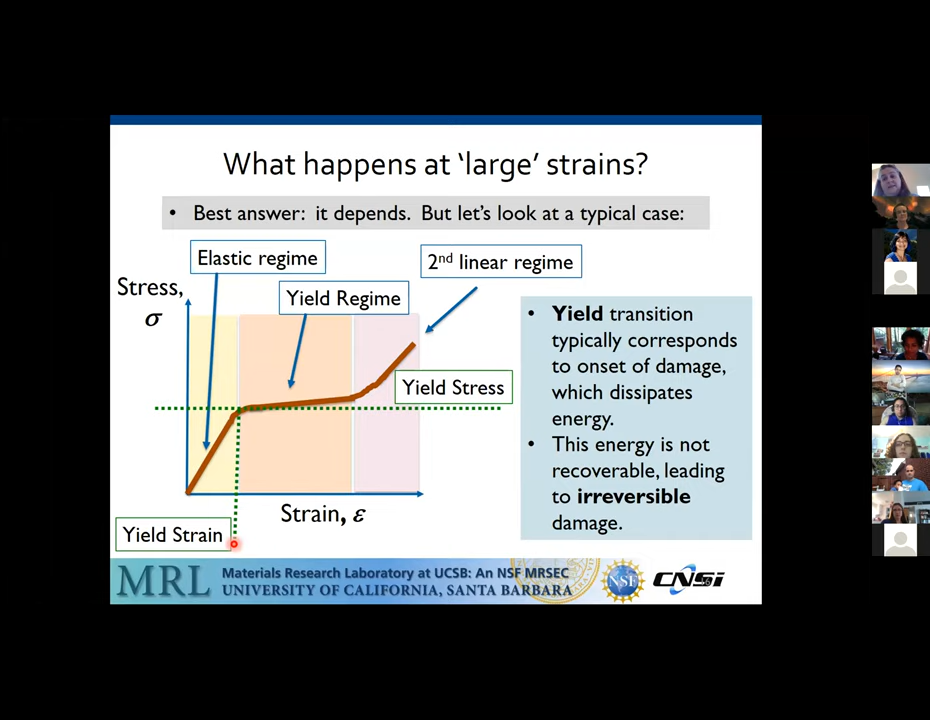 What happens at ‘large’ strains?
• Best answer: it depends. But let’s look at a typical case:
Elastic regime
2nd linear regime
Yield Regime
Stress,
σ
Yield Stress
Strain, ε
Yield Strain
• Yield transition
typically corresponds
to onset of damage,
which dissipates
energy.
• This energy is not
recoverable, leading
to irreversible
damage.
MRL
Materials Research Laboratory at UCSB: An NSF MRSEC
UNIVERSITY OF CALIFORNIA, SANTA BARBARA
NSF
CNSI